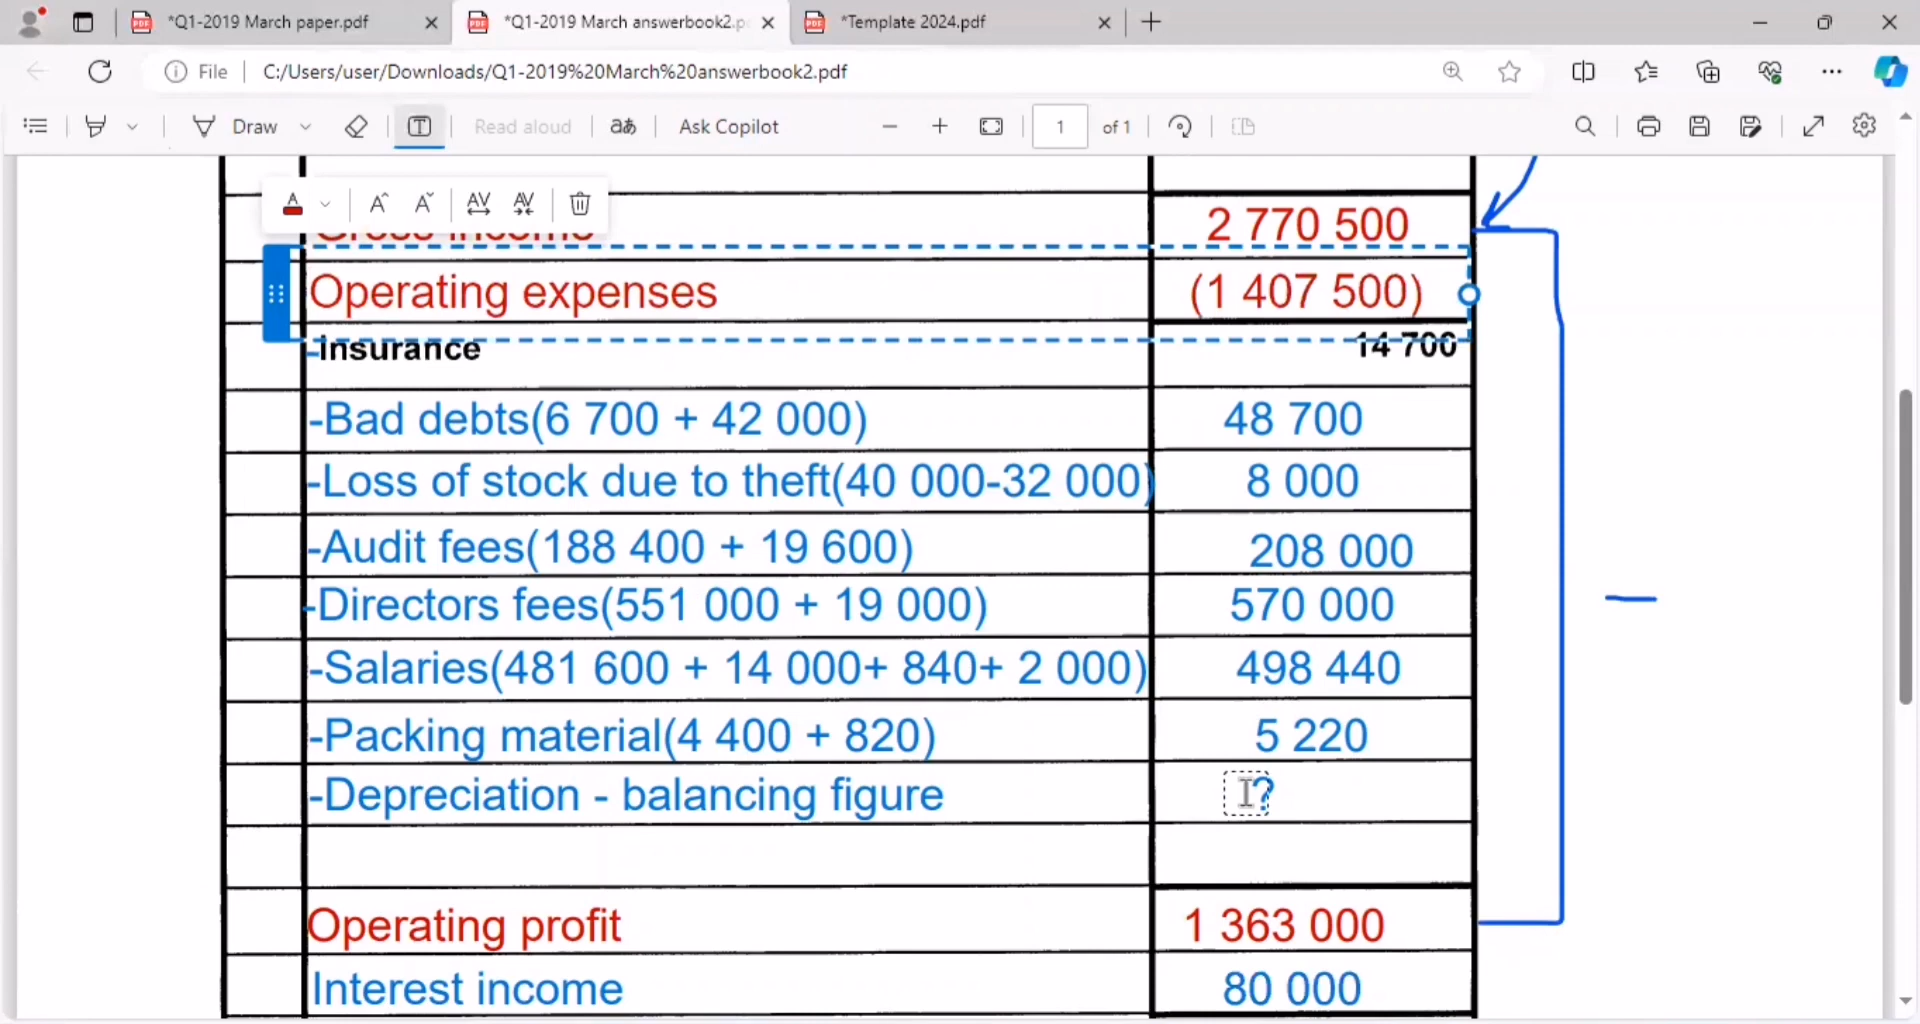 *Q1-2019 March paper.pdf
*Q1-2019 March answerbook2.p
*Template 2024.pdf
File
C:/Users/user/Downloads/Q1-2019%20March%20answerbook2.pdf
Draw
Read aloud
Ask Copilot
1 of 1
Gross income 2 770 500
Operating expenses (1 407 500)
Insurance 14 700
-Bad debts(6 700 + 42 000) 48 700
-Loss of stock due to theft(40 000-32 000) 8 000
-Audit fees(188 400 + 19 600) 208 000
-Directors fees(551 000 + 19 000) 570 000
-Salaries(481 600 + 14 000+ 840+ 2 000) 498 440
-Packing material(4 400 + 820) 5 220
-Depreciation - balancing figure ?
Operating profit 1 363 000
Interest income 80 000